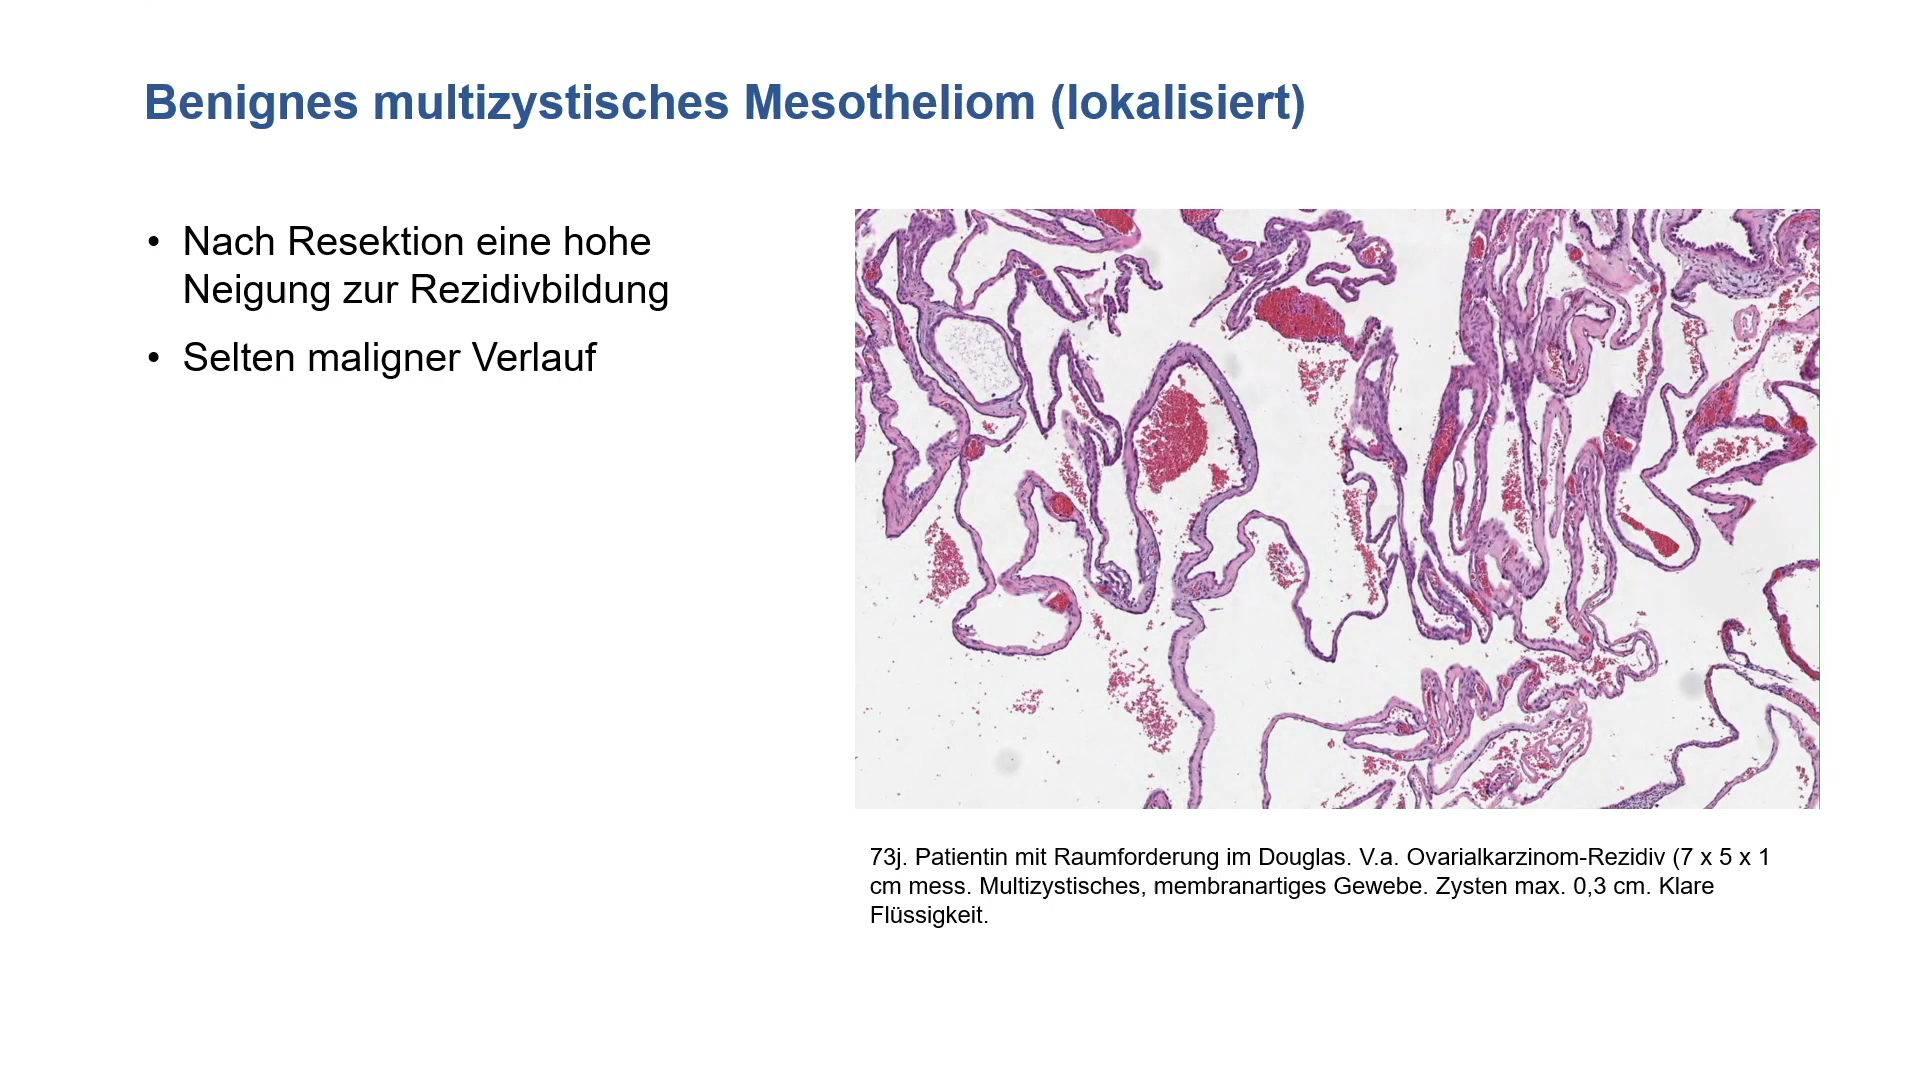 Benignes multizystisches Mesotheliom (lokalisiert)
• Nach Resektion eine hohe
Neigung zur Rezidivbildung
• Selten maligner Verlauf
73j. Patientin mit Raumforderung im Douglas. V.a. Ovarialkarzinom-Rezidiv (7 x 5 x 1
cm mess. Multizystisches, membranartiges Gewebe. Zysten max. 0,3 cm. Klare
Flüssigkeit.